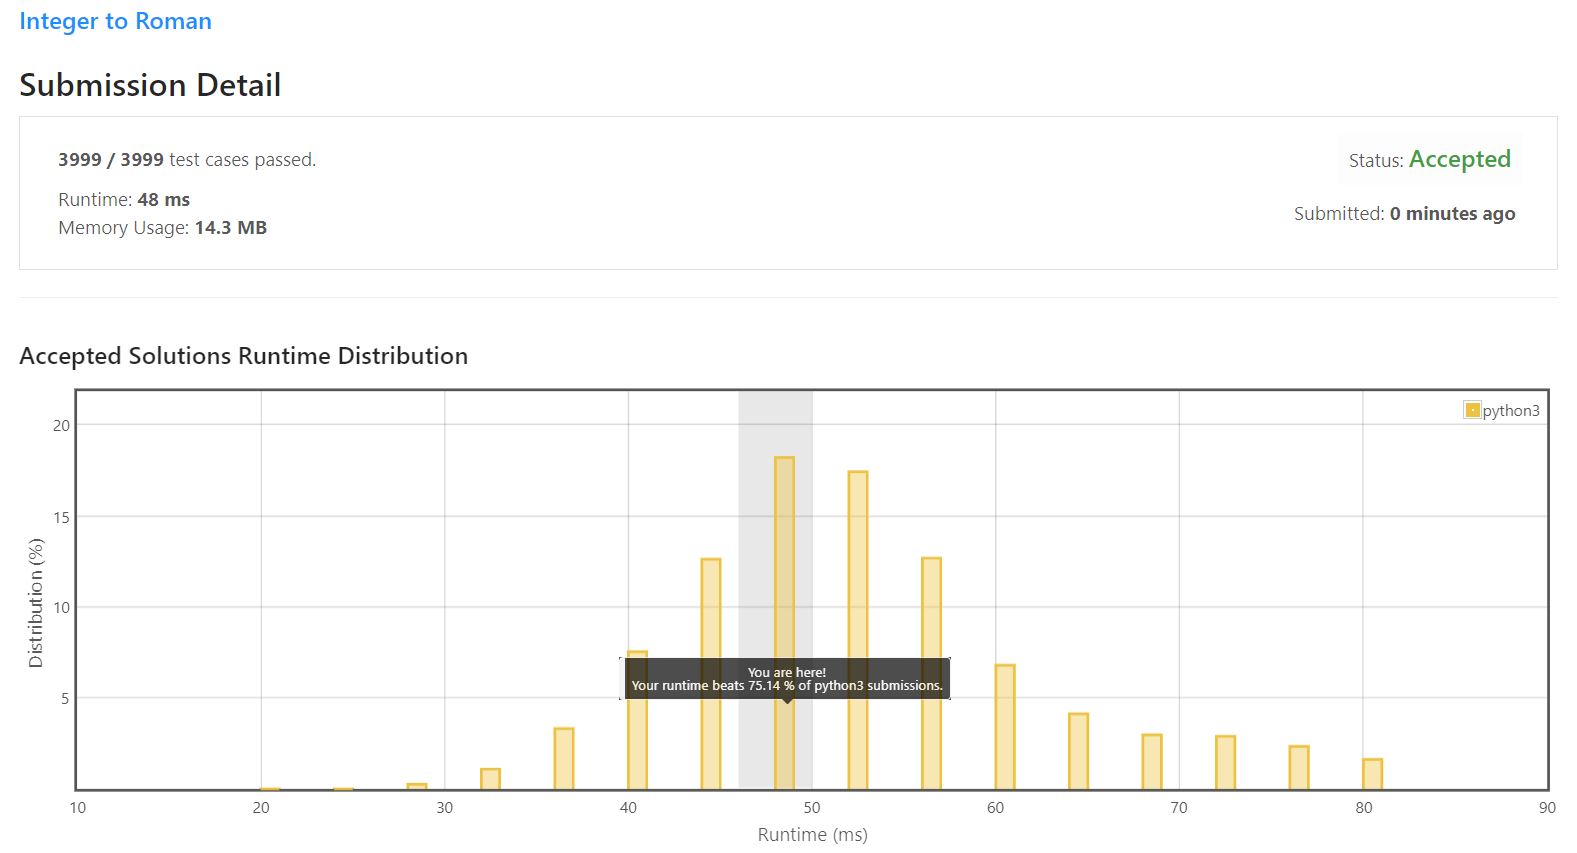 Integer to Roman
Submission Detail
3999 / 3999 test cases passed.
Status: Accepted
Runtime: 48 ms
Submitted: 0 minutes ago
Memory Usage: 14.3 MB
Accepted Solutions Runtime Distribution
python3
20
15
10
5
Distribution (%)
You are here!
Your runtime beats 75.14 % of python3 submissions.
10 20 30 40 50 60 70 80 90
Runtime (ms)